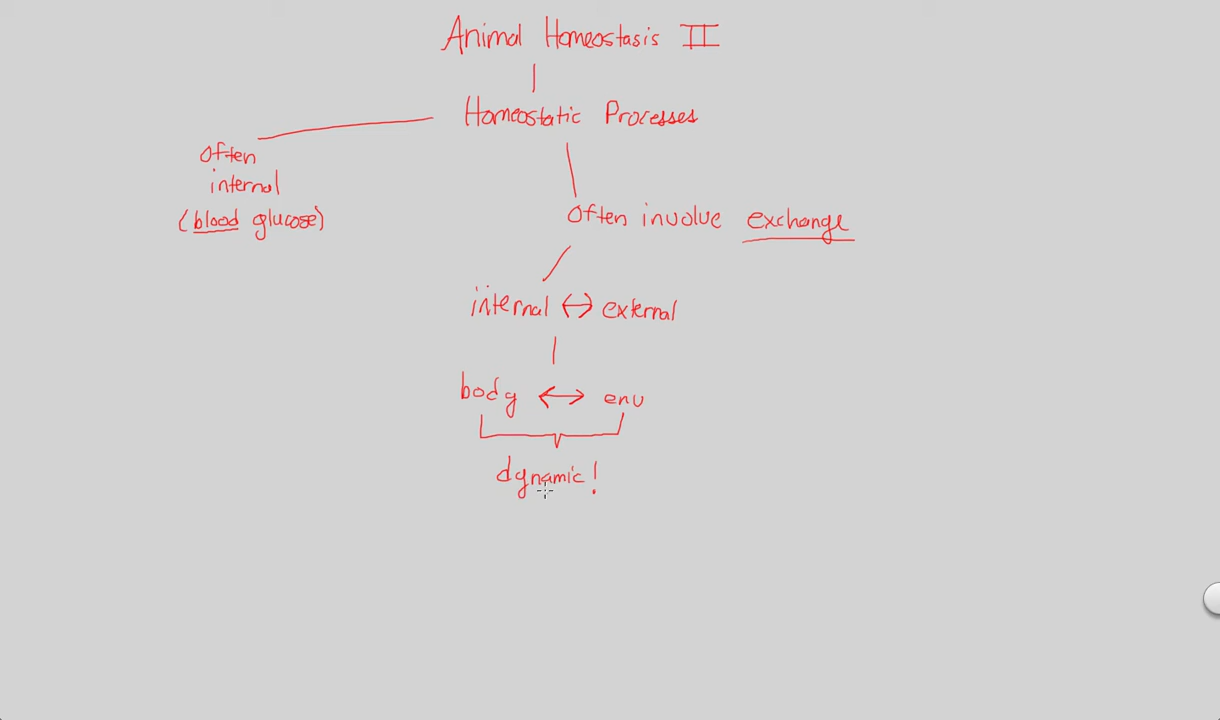 Animal Homeostasis II
Homeostatic Processes
Often
internal
(blood glucose)
Often involve exchange
internal ↔ external
body ↔ env
dynamic!